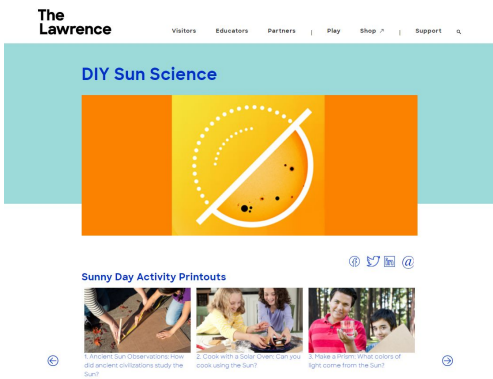 The
Lawrence
Visitors Educators Partners | Play Shop ↗ | Support
DIY Sun Science
Sunny Day Activity Printouts
1. Ancient Sun Observations: How
did ancient civilizations study the
Sun?
2. Cook with a Solar Oven: Can you
cook using the Sun?
3. Make a Prism: What colors of
light come from the Sun?